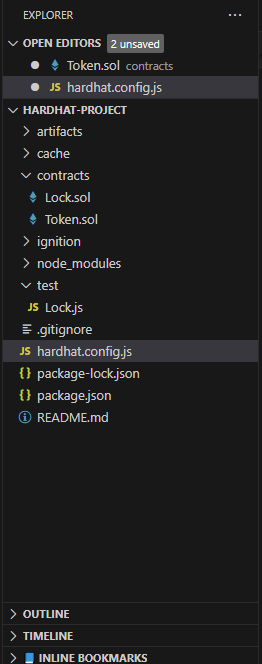 EXPLORER ···
OPEN EDITORS 2 unsaved
Token.sol contracts
JS hardhat.config.js
HARDHAT-PROJECT
artifacts
cache
contracts
Lock.sol
Token.sol
ignition
node_modules
test
JS Lock.js
.gitignore
JS hardhat.config.js
{} package-lock.json
{} package.json
README.md
OUTLINE
TIMELINE
INLINE BOOKMARKS